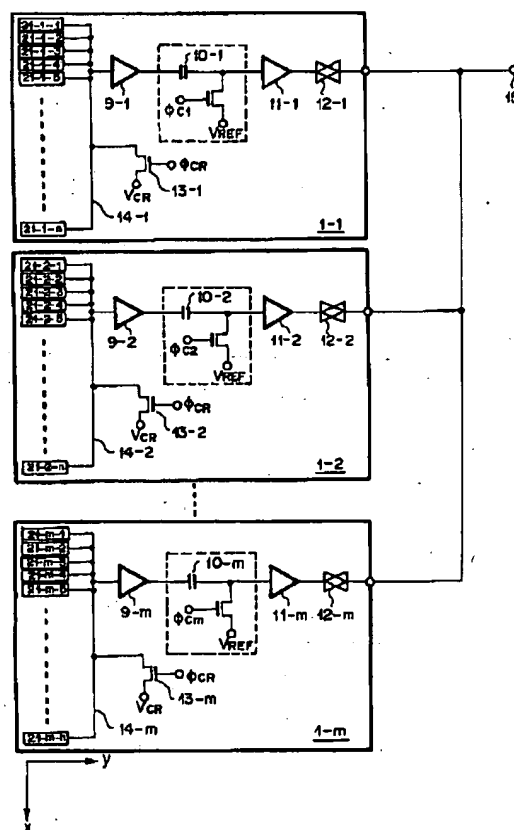 21-1-1
21-1-2
21-1-3
21-1-4
21-1-5
10-1
9-1
ΦC1
VREF
11-1
12-1
15
ΦCR
VCR
13-1
14-1
21-1-n
1-1
21-2-1
21-2-2
21-2-3
21-2-4
21-2-5
10-2
9-2
ΦC2
VREF
11-2
12-2
ΦCR
VCR
13-2
14-2
21-2-n
1-2
21-m-1
21-m-2
21-m-3
21-m-4
21-m-5
10-m
9-m
ΦCm
VREF
11-m
12-m
ΦCR
VCR
13-m
14-m
21-m-n
1-m
y
x